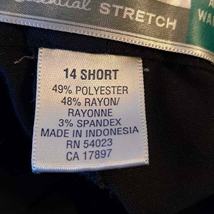 STRETCH
14 SHORT
49% POLYESTER
48% RAYON/
RAYONNE
3% SPANDEX
MADE IN INDONESIA
RN 54023
CA 17897